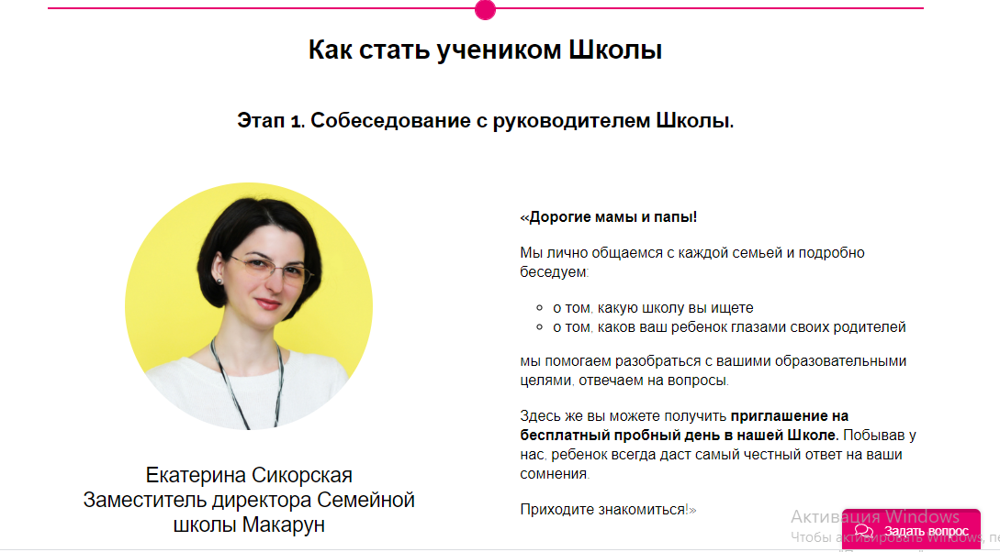 Как стать учеником Школы
Этап 1. Собеседование с руководителем Школы.
«Дорогие мамы и папы!
Мы лично общаемся с каждой семьей и подробно
беседуем:
о том, какую школу вы ищете
о том, каков ваш ребенок глазами своих родителей
мы помогаем разобраться с вашими образовательными
целями, отвечаем на вопросы.
Здесь же вы можете получить приглашение на
бесплатный пробный день в нашей Школе. Побывав у
нас, ребенок всегда даст самый честный ответ на ваши
сомнения.
Приходите знакомиться!»
Екатерина Сикорская
Заместитель директора Семейной
школы Макарун
Активация Windows
Чтобы активировать Windows,
Задать вопрос